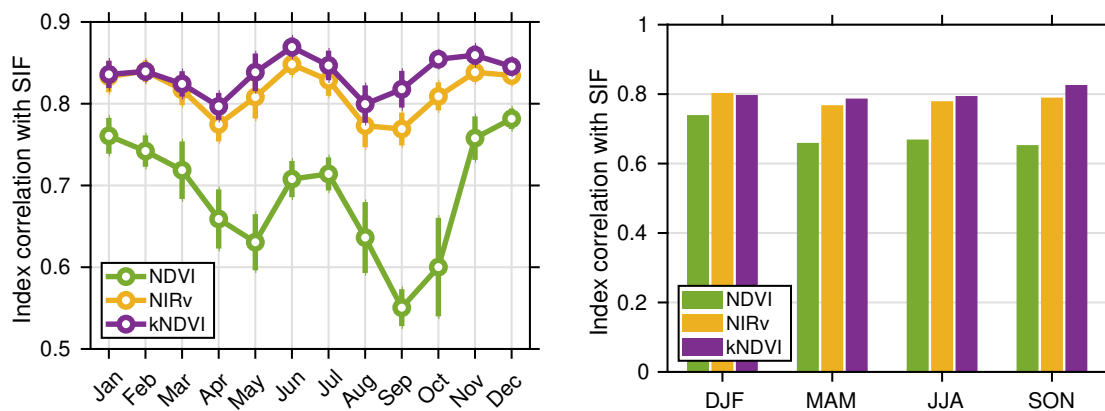 Index correlation with SIF
0.9
0.8
0.7
0.6
0.5
NDVI
NIRv
kNDVI
Jan
Feb
Mar
Apr
May
Jun
Jul
Aug
Sep
Oct
Nov
Dec
Index correlation with SIF
1
0.8
0.6
0.4
0.2
0
NDVI
NIRv
kNDVI
DJF
MAM
JJA
SON